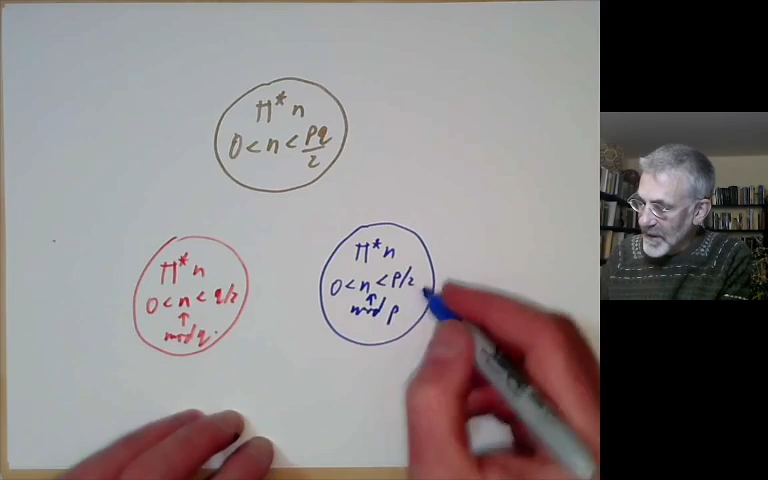 Π* n
0 < n < pq/2
Π* n
0 < n < q/2
↑
mod q.
Π* n
0 < n < p/2
↑
mod p